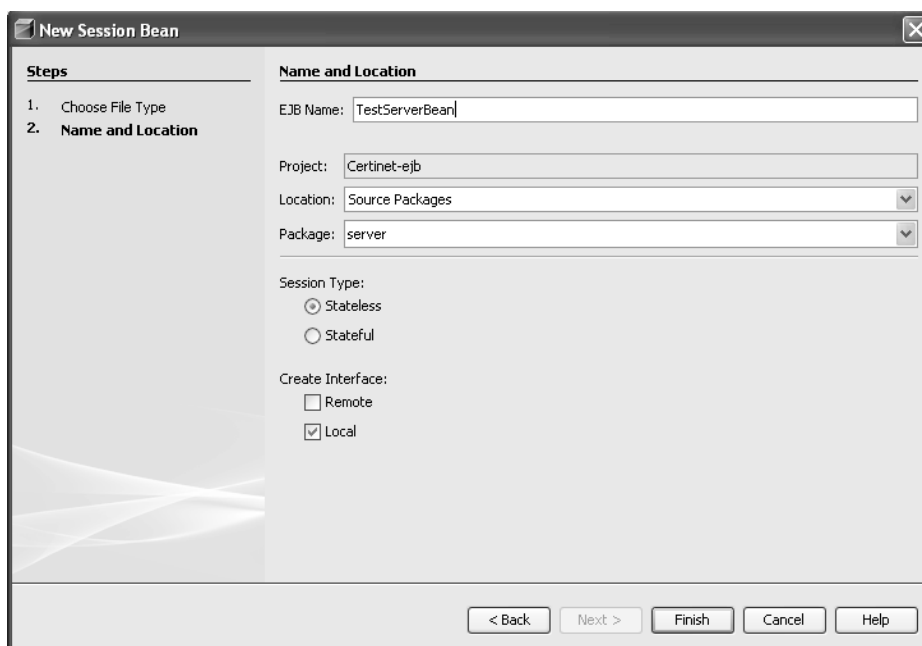 New Session Bean
Steps
1. Choose File Type
2. Name and Location
Name and Location
EJB Name: TestServerBean
Project: Certinet-ejb
Location: Source Packages
Package: server
Session Type:
Stateless
Stateful
Create Interface:
Remote
Local
< Back Next > Finish Cancel Help